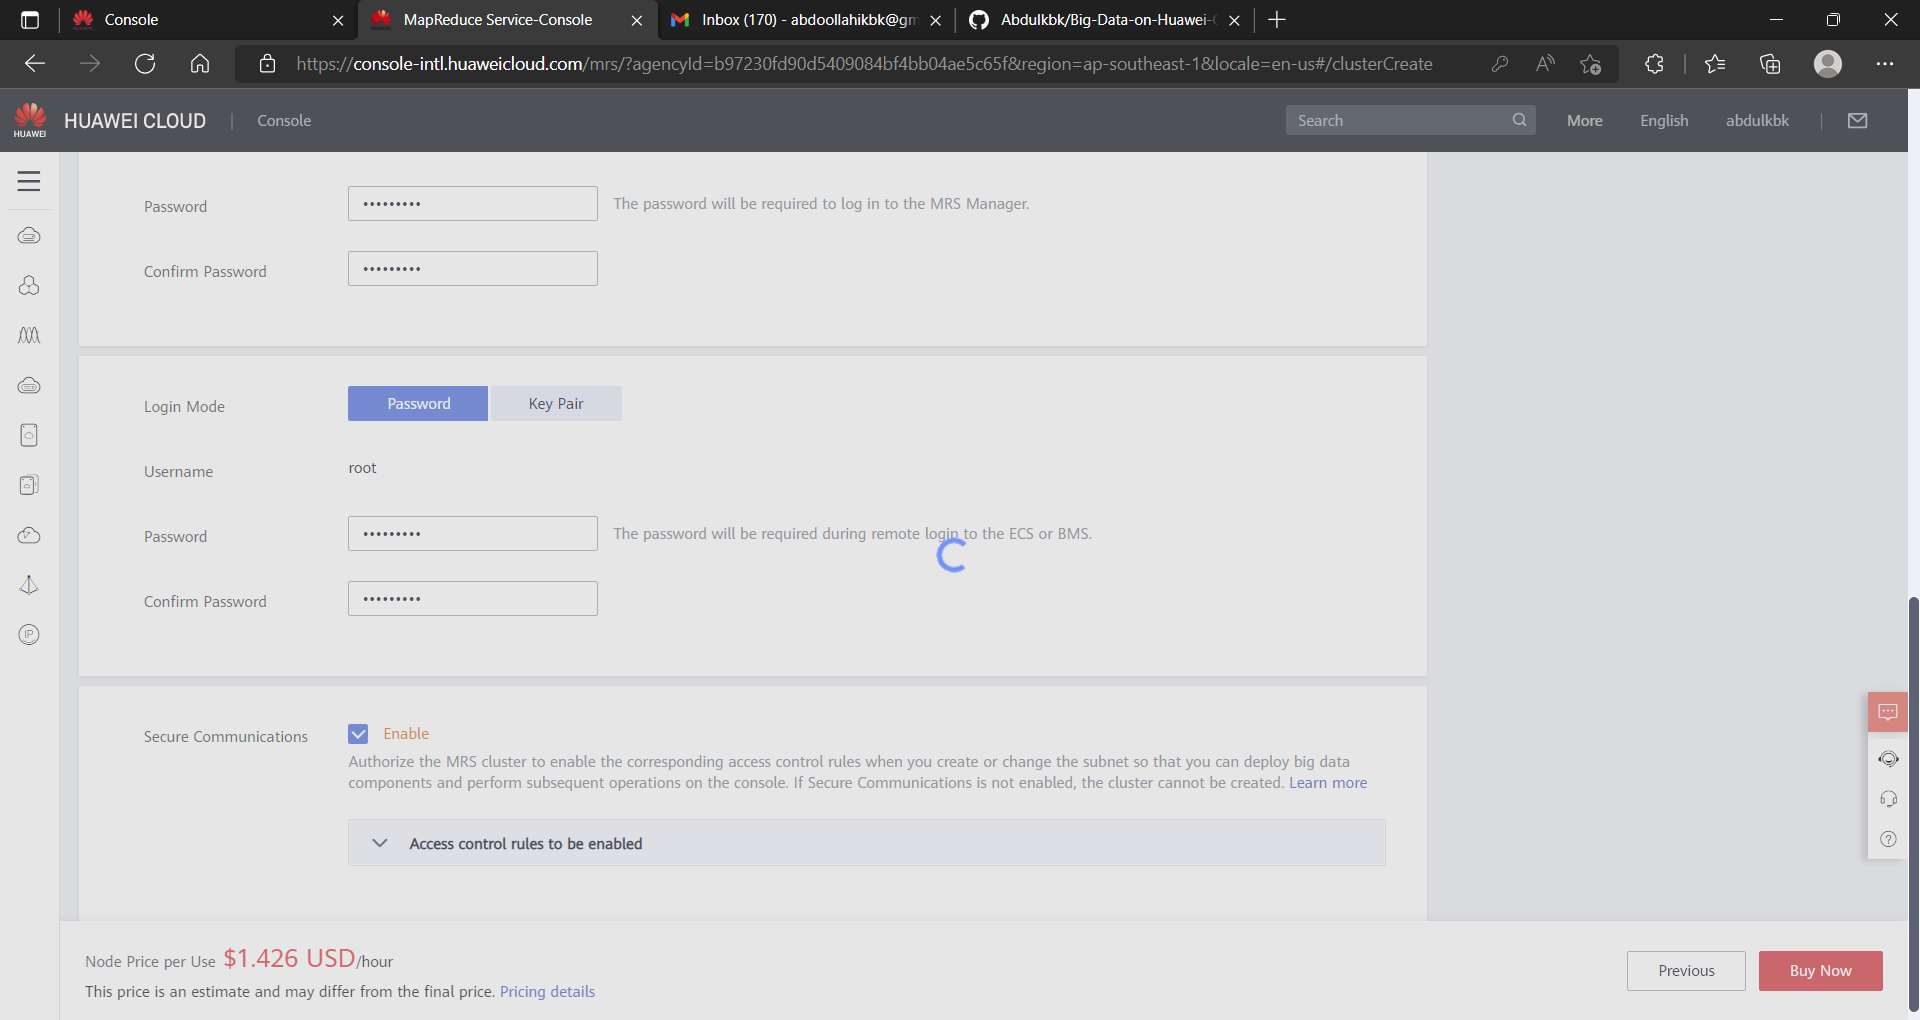 Console
MapReduce Service-Console
Inbox (170) - abdoollahikbk@gm
Abdulkbk/Big-Data-on-Huawei-
https://console-intl.huaweicloud.com/mrs/?agencyId=b97230fd90d5409084bf4bb04ae5c65f&region=ap-southeast-1&locale=en-us#/clusterCreate
HUAWEI
HUAWEI CLOUD
Console
Search
More
English
abdulkbk
Password
•••••••••
The password will be required to log in to the MRS Manager.
Confirm Password
•••••••••
Login Mode
Password
Key Pair
Username
root
Password
•••••••••
The password will be required during remote login to the ECS or BMS.
Confirm Password
•••••••••
Secure Communications
Enable
Authorize the MRS cluster to enable the corresponding access control rules when you create or change the subnet so that you can deploy big data
components and perform subsequent operations on the console. If Secure Communications is not enabled, the cluster cannot be created. Learn more
Access control rules to be enabled
IP
Node Price per Use $1.426 USD/hour
This price is an estimate and may differ from the final price. Pricing details
Previous
Buy Now